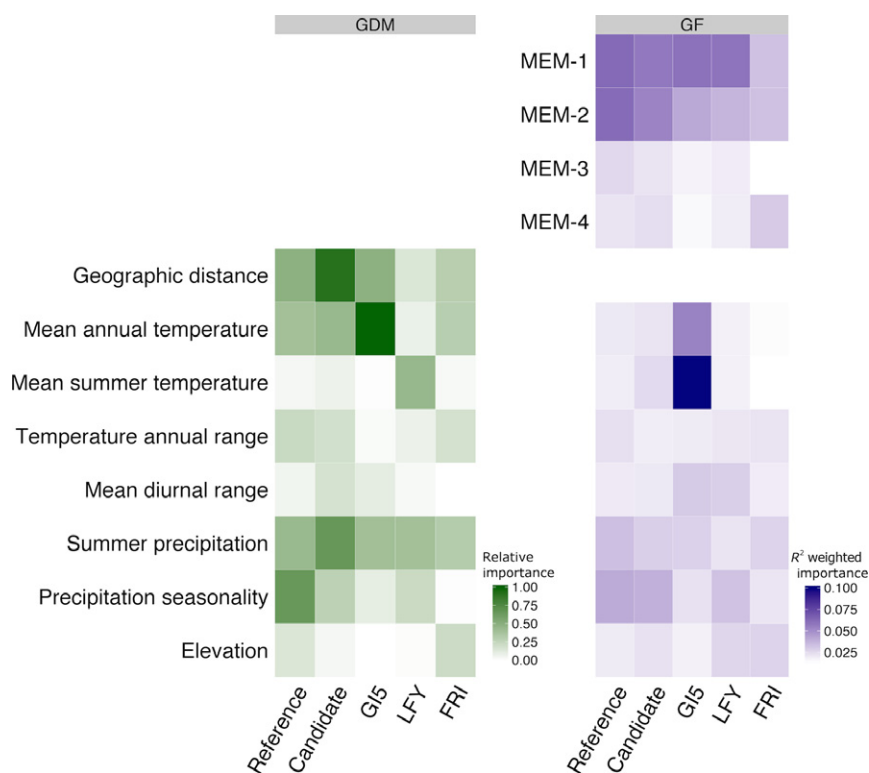 GDM
GF
MEM-1
MEM-2
MEM-3
MEM-4
Geographic distance
Mean annual temperature
Mean summer temperature
Temperature annual range
Mean diurnal range
Summer precipitation
Precipitation seasonality
Elevation
Relative
importance
1.00
0.75
0.50
0.25
0.00
R² weighted
importance
0.100
0.075
0.050
0.025
Reference
Candidate
GI5
LFY
FRI
Reference
Candidate
GI5
LFY
FRI